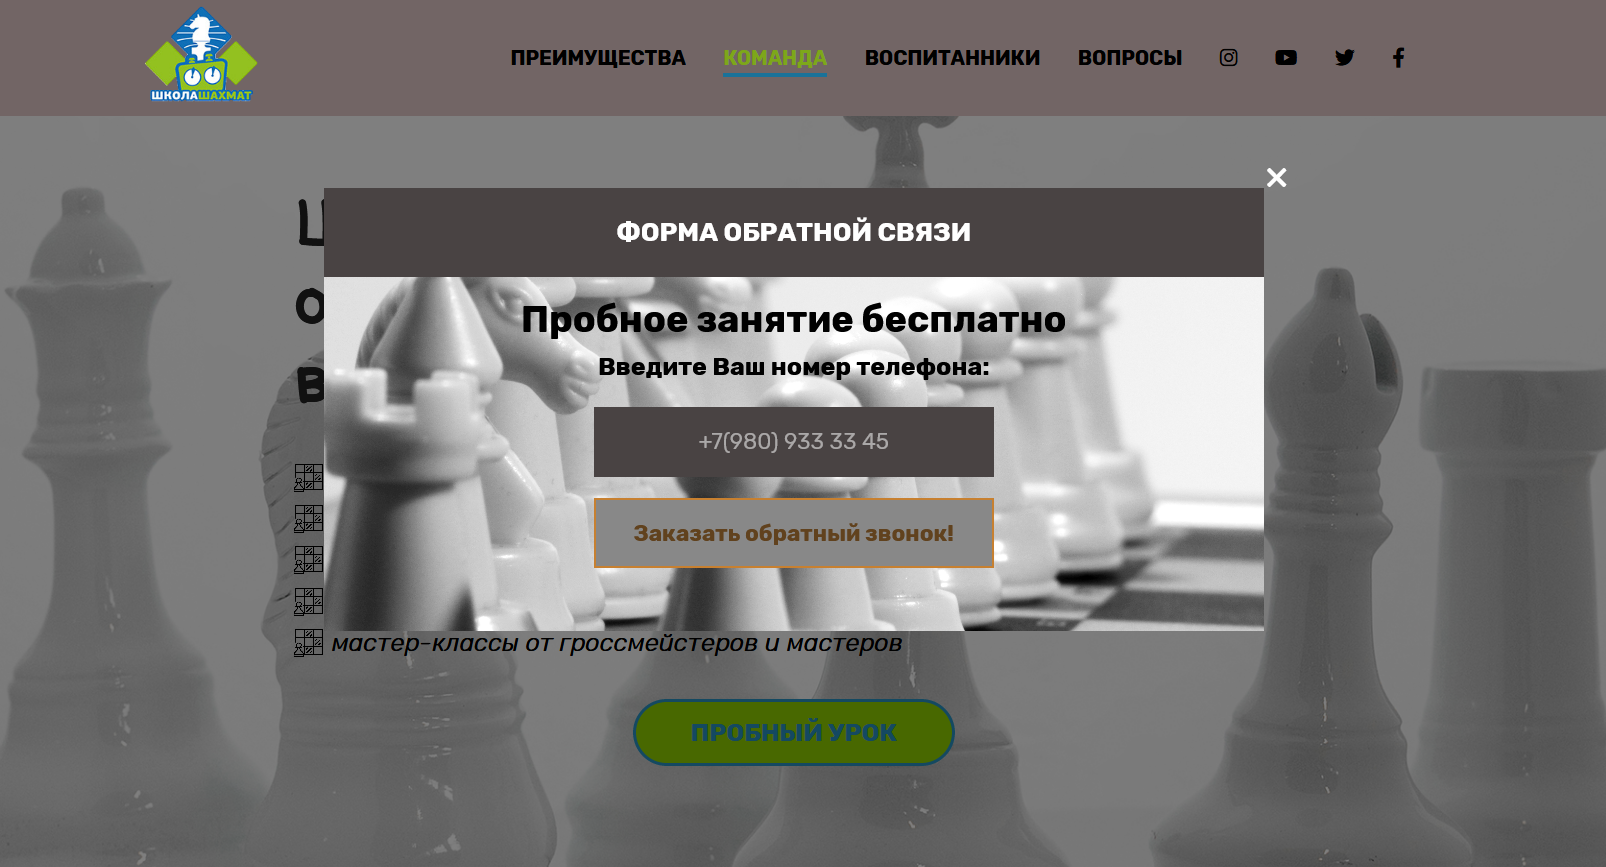 ШКОЛАШАХМАТ
ПРЕИМУЩЕСТВА КОМАНДА ВОСПИТАННИКИ ВОПРОСЫ
ФОРМА ОБРАТНОЙ СВЯЗИ
Пробное занятие бесплатно
Введите Ваш номер телефона:
+7(980) 933 33 45
Заказать обратный звонок!
мастер-классы от гроссмейстеров и мастеров
ПРОБНЫЙ УРОК